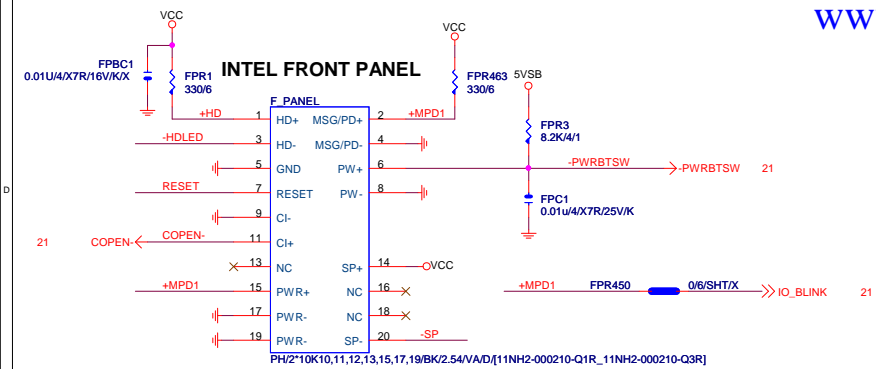 WW
VCC
VCC
FPBC1
0.01U/4/X7R/16V/K/X
FPR1
330/6
INTEL FRONT PANEL
FPR463
330/6
5VSB
FPR3
8.2K/4/1
F_PANEL
+HD 1 HD+ MSG/PD+ 2 +MPD1
-HDLED 3 HD- MSG/PD- 4
5 GND PW+ 6 -PWRBTSW -PWRBTSW 21
RESET 7 RESET PW- 8
FPC1
0.01u/4/X7R/25V/K
D
9 CI-
21 COPEN- COPEN- 11 CI+
13 NC SP+ 14 VCC
+MPD1 15 PWR+ NC 16
+MPD1 FPR450 0/6/SHT/X IO_BLINK 21
17 PWR- NC 18
19 PWR- SP- 20 -SP
PH/2*10K10,11,12,13,15,17,19/BK/2.54/VA/D/[11NH2-000210-Q1R_11NH2-000210-Q3R]